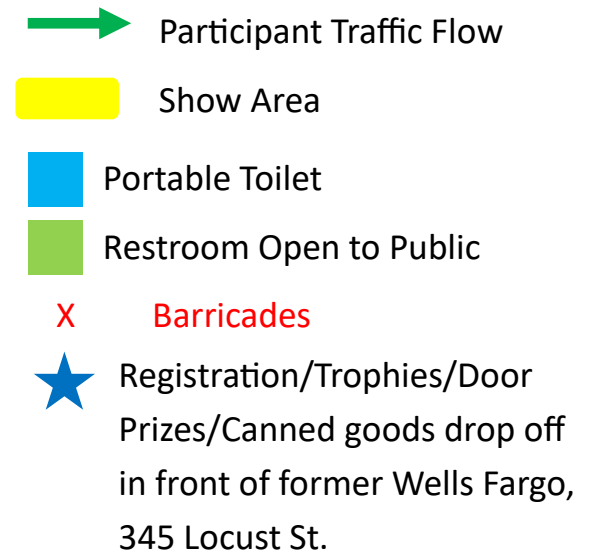 Participant Traffic Flow
Show Area
Portable Toilet
Restroom Open to Public
X Barricades
Registration/Trophies/Door
Prizes/Canned goods drop off
in front of former Wells Fargo,
345 Locust St.